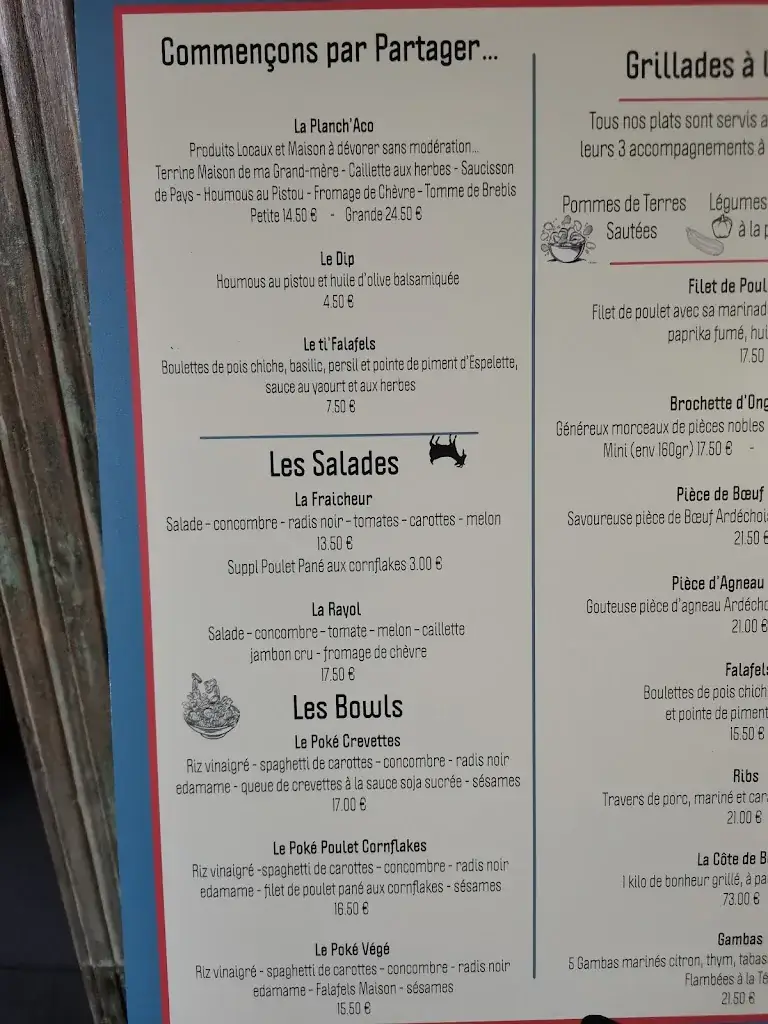 Commençons par Partager...
La Planch'Aco
Produits Locaux et Maison à dévorer sans modération...
Terrine Maison de ma Grand-mère - Caillette aux herbes - Saucisson
de Pays - Houmous au Pistou - Fromage de Chèvre - Tomme de Brebis
Petite 14.50 € - Grande 24.50 €
Le Dip
Houmous au pistou et huile d'olive balsamiquée
4.50 €
Le ti'Falafels
Boulettes de pois chiche, basilic, persil et pointe de piment d'Espelette,
sauce au yaourt et aux herbes
7.50 €
Les Salades
La Fraicheur
Salade - concombre - radis noir - tomates - carottes - melon
13.50 €
Suppl Poulet Pané aux cornflakes 3.00 €
La Rayol
Salade - concombre - tomate - melon - caillette
jambon cru - fromage de chèvre
17.50 €
Les Bowls
Le Poké Crevettes
Riz vinaigré - spaghetti de carottes - concombre - radis noir
edamame - queue de crevettes à la sauce soja sucrée - sésames
17.00 €
Le Poké Poulet Cornflakes
Riz vinaigré -spaghetti de carottes - concombre - radis noir
edamame - filet de poulet pané aux cornflakes - sésames
16.50 €
Le Poké Végé
Riz vinaigré - spaghetti de carottes - concombre - radis noir
edamame - Falafels Maison - sésames
15.50 €
Grillades à l
Tous nos plats sont servis a
leurs 3 accompagnements à
Pommes de Terres
Sautées
Légumes
à la p
Filet de Poul
Filet de poulet avec sa marinad
paprika fumé, hui
17.50
Brochette d'Ong
Généreux morceaux de pièces nobles
Mini (env 160gr) 17.50 € -
Pièce de Bœuf
Savoureuse pièce de Bœuf Ardéchois
21.50 €
Pièce d'Agneau
Gouteuse pièce d'agneau Ardécho
21.00 €
Falafels
Boulettes de pois chich
et pointe de piment
15.50 €
Ribs
Travers de porc, mariné et car
21.00 €
La Côte de B
1 kilo de bonheur grillé, à pa
73.00 €
Gambas
5 Gambas marinés citron, thym, tabas
Flambées à la Té
21.50 €